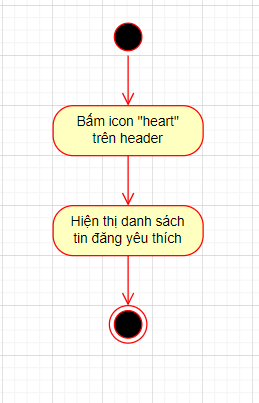 Bấm icon "heart"
trên header
Hiện thị danh sách
tin đăng yêu thích